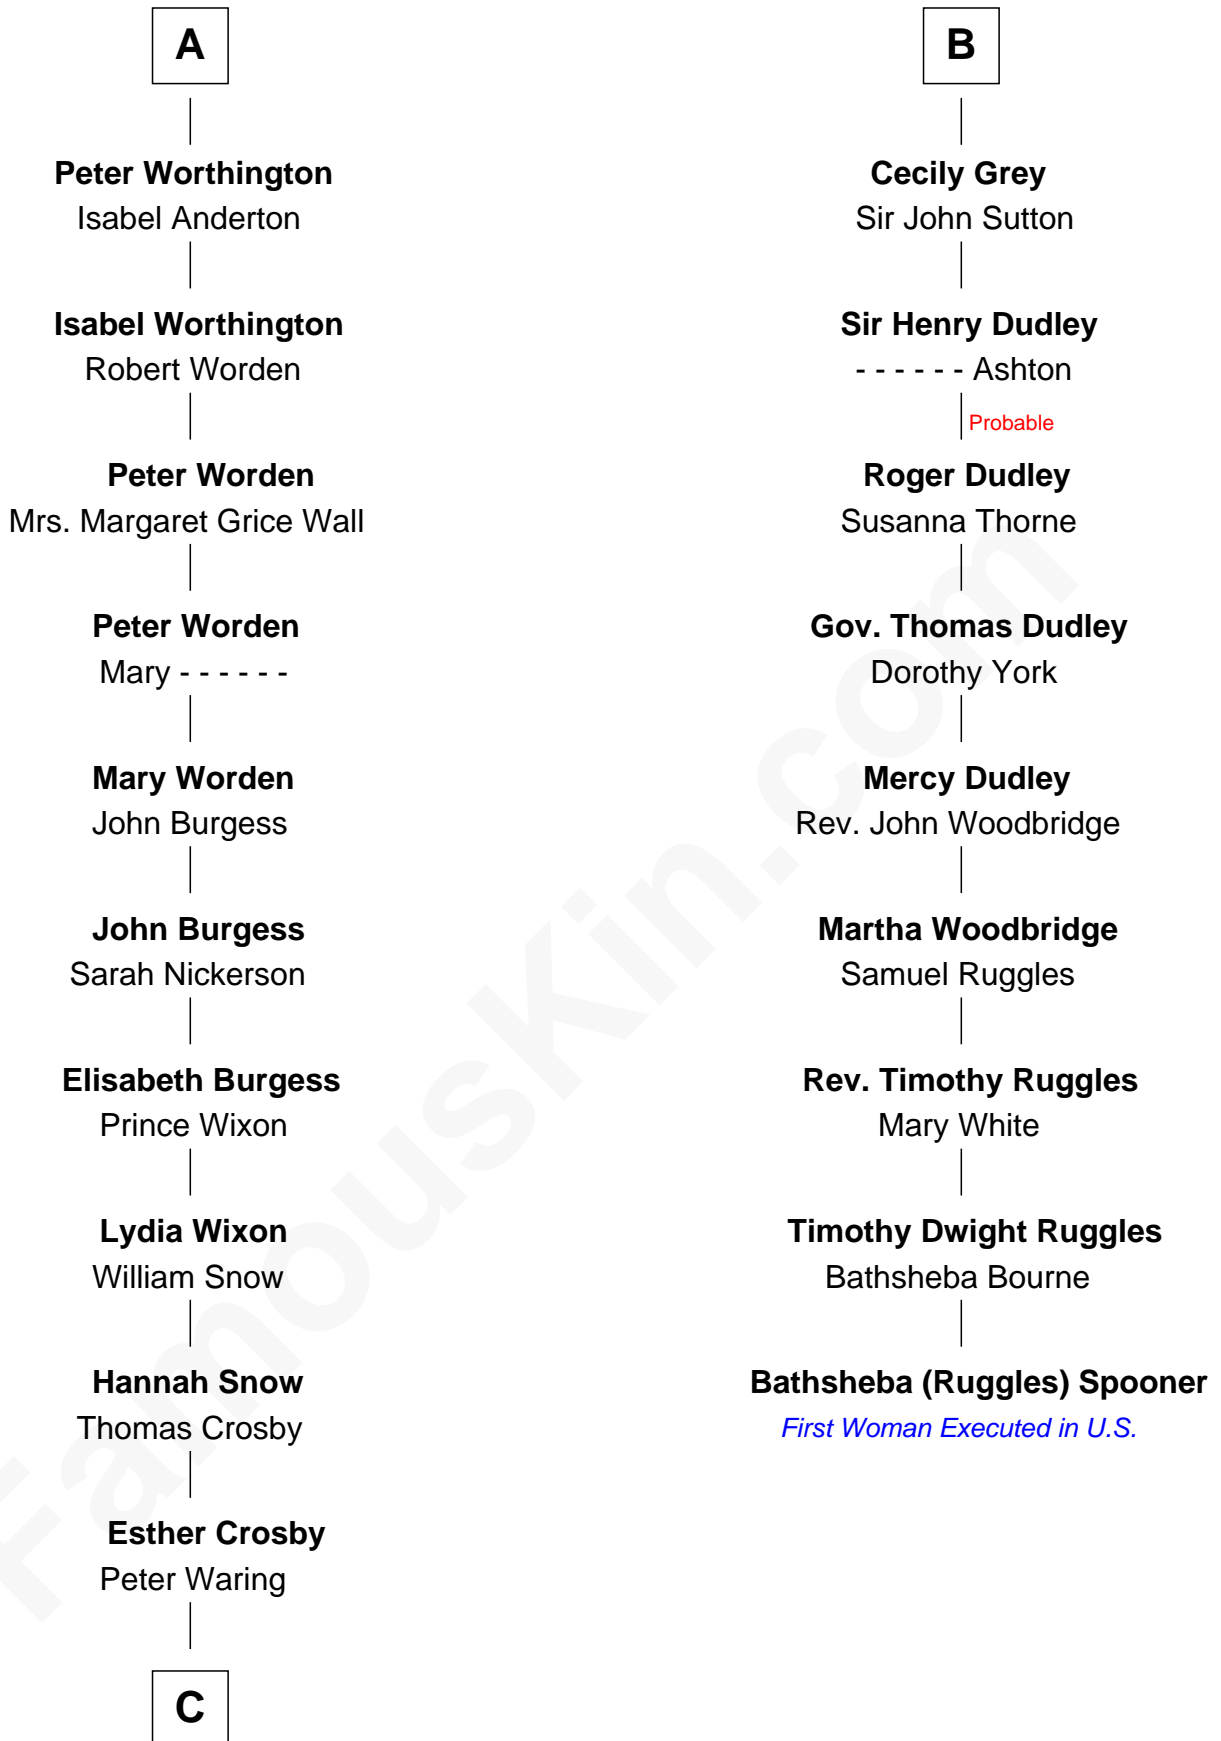 A
Peter Worthington
Isabel Anderton
Isabel Worthington
Robert Worden
Peter Worden
Mrs. Margaret Grice Wall
Peter Worden
Mary - - - - - -
Mary Worden
John Burgess
John Burgess
Sarah Nickerson
Elisabeth Burgess
Prince Wixon
Lydia Wixon
William Snow
Hannah Snow
Thomas Crosby
Esther Crosby
Peter Waring
C
B
Cecily Grey
Sir John Sutton
Sir Henry Dudley
- - - - - - Ashton
Probable
Roger Dudley
Susanna Thorne
Gov. Thomas Dudley
Dorothy York
Mercy Dudley
Rev. John Woodbridge
Martha Woodbridge
Samuel Ruggles
Rev. Timothy Ruggles
Mary White
Timothy Dwight Ruggles
Bathsheba Bourne
Bathsheba (Ruggles) Spooner
First Woman Executed in U.S.
FamousKin.com